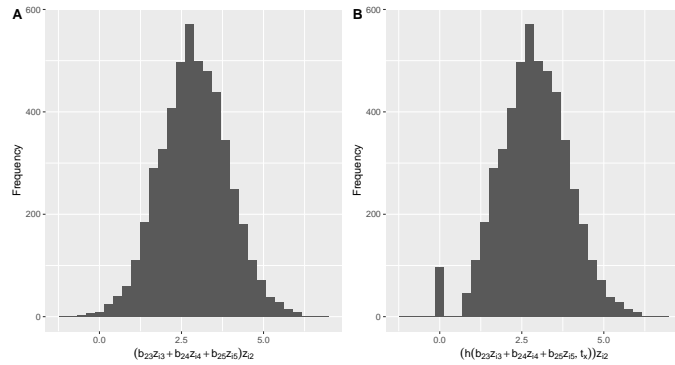 A
B
600
400
200
0
Frequency
0.0 2.5 5.0
(b23zi3 + b24zi4 + b25zi5)zi2
600
400
200
0
Frequency
0.0 2.5 5.0
(h(b23zi3 + b24zi4 + b25zi5, tx))zi2